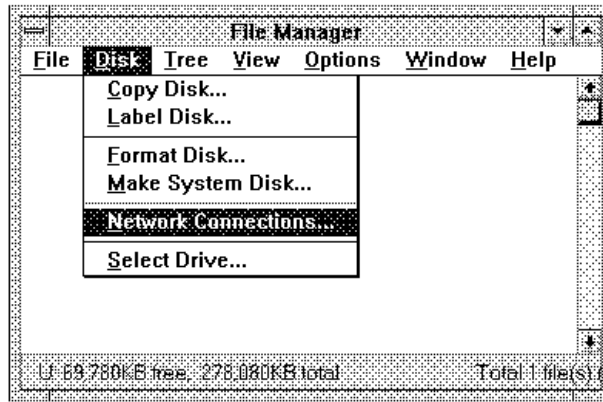 File Manager
File Disk Tree View Options Window Help
Copy Disk...
Label Disk...
Format Disk...
Make System Disk...
Network Connections...
Select Drive...
U: 69,780KB free, 278,080KB total Total 1 file(s) (